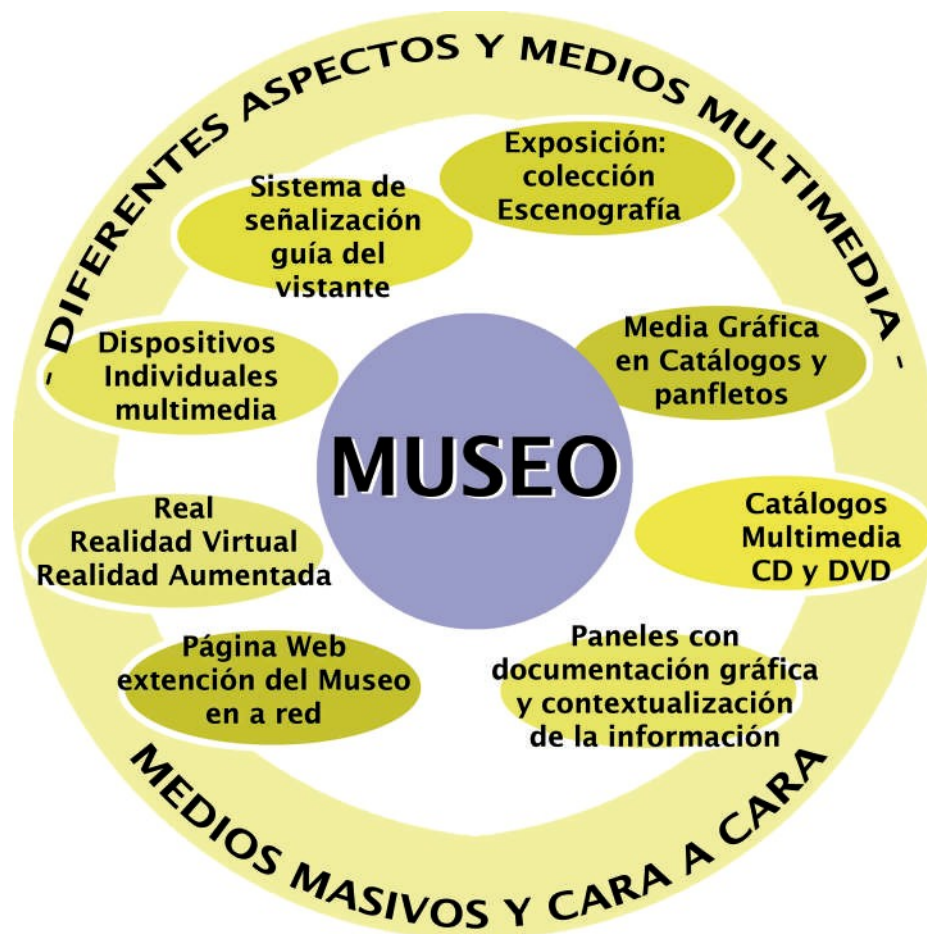 - DIFERENTES ASPECTOS Y MEDIOS MULTIMEDIA -
Exposición:
colección
Escenografía
Sistema de
señalización
guía del
vistante
Media Gráfica
en Catálogos y
panfletos
Dispositivos
Individuales
multimedia
MUSEO
Catálogos
Multimedia
CD y DVD
Real
Realidad Virtual
Realidad Aumentada
Paneles con
documentación gráfica
y contextualización
de la información
Página Web
extención del Museo
en a red
MEDIOS MASIVOS Y CARA A CARA